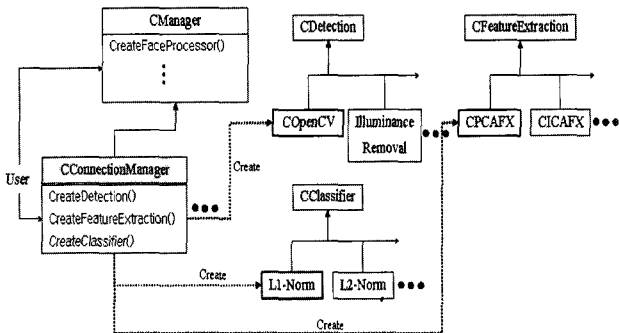 CManager
CreateFaceProcessor()
CDetection
CFeatureExtraction
COpenCV
Illuminance
Removal
CPCAFX
CICAFX
Create
User
CConnectionManager
CreateDetection()
CreateFeatureExtraction()
CreateClassifier()
CClassifier
Create
L1-Norm
L2-Norm
Create